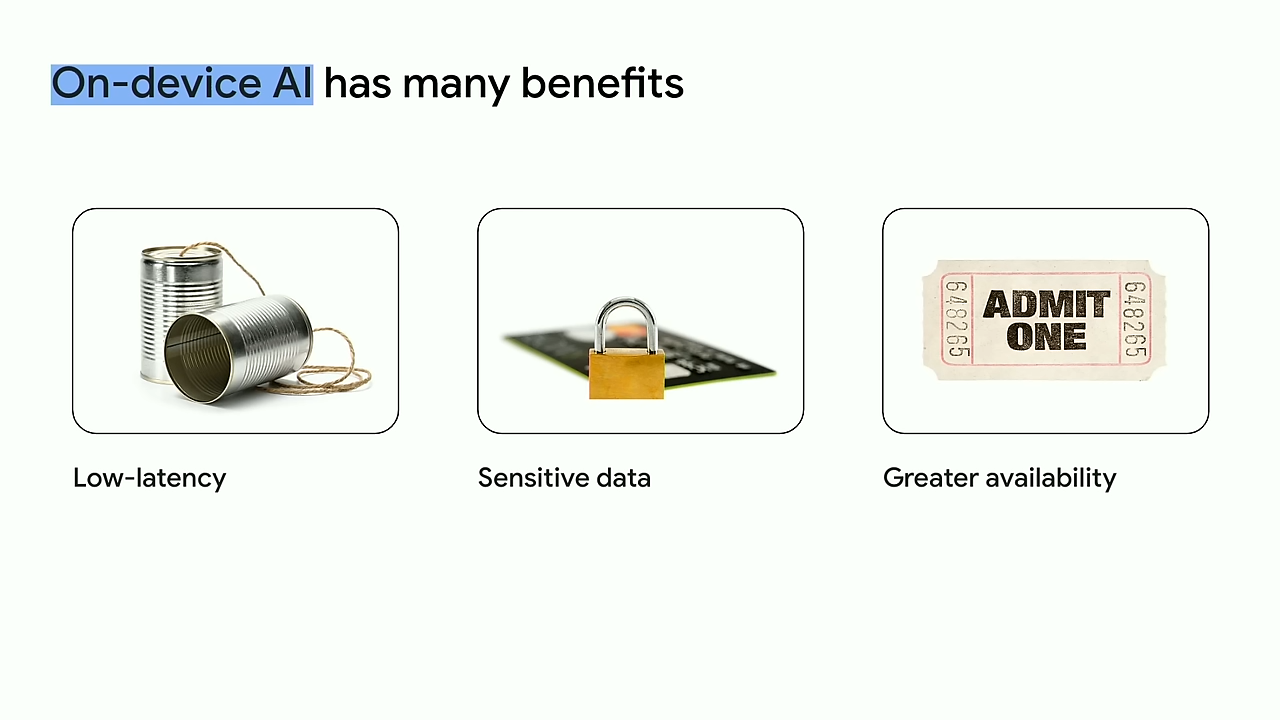 On-device AI has many benefits
648265
ADMIT
ONE
648265
Low-latency
Sensitive data
Greater availability